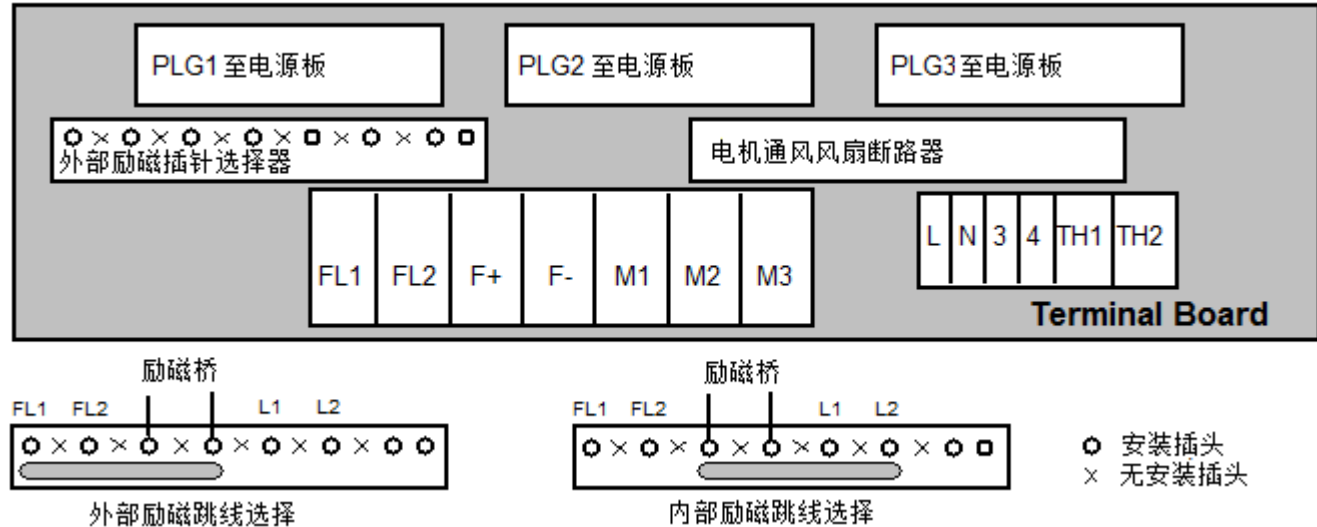 PLG1至电源板
PLG2 至电源板
PLG3至电源板
外部励磁插针选择器
电机通风风扇断路器
FL1 FL2 F+ F- M1 M2 M3
L N 3 4 TH1 TH2
Terminal Board
励磁桥
FL1 FL2 L1 L2
外部励磁跳线选择
励磁桥
FL1 FL2 L1 L2
内部励磁跳线选择
安装插头
无安装插头